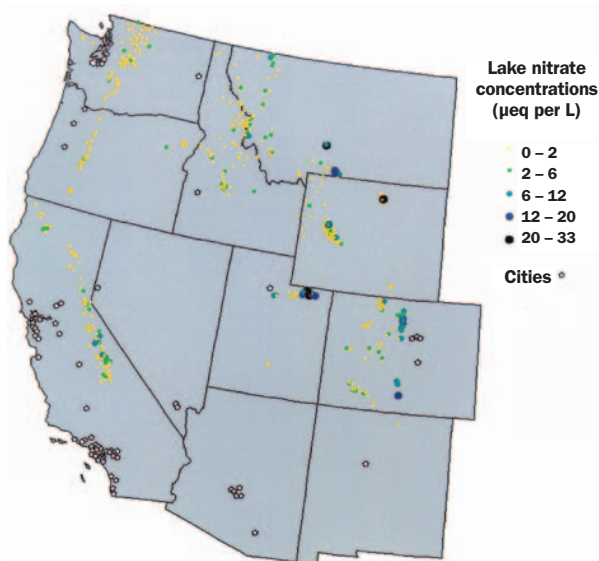 Lake nitrate
concentrations
(µeq per L)
0 – 2
2 – 6
6 – 12
12 – 20
20 – 33
Cities